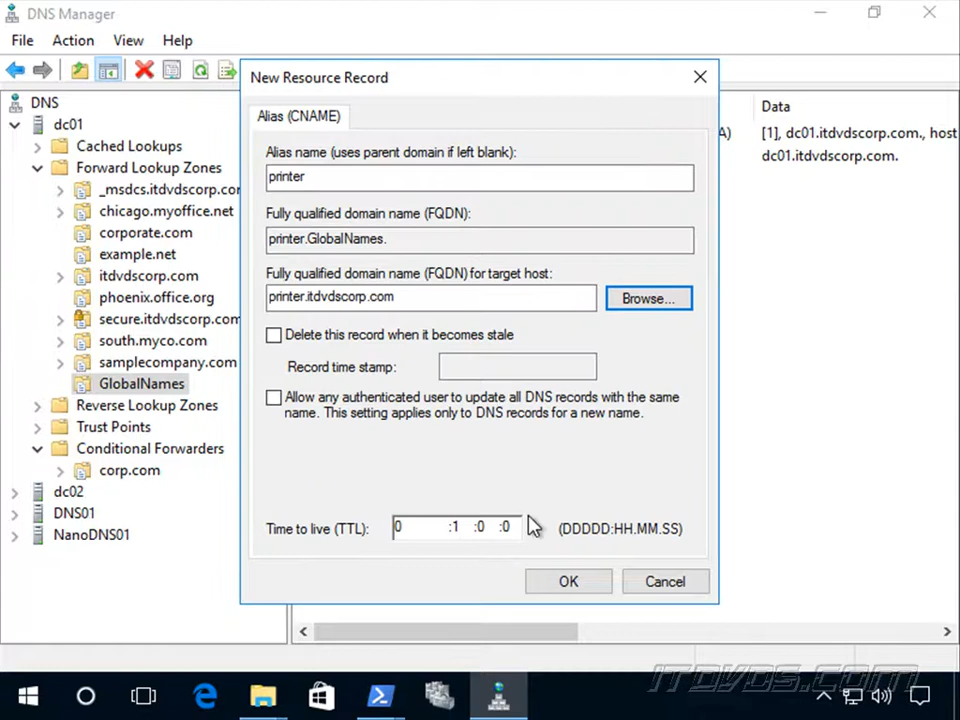 DNS Manager
File Action View Help
New Resource Record
Alias (CNAME)
Alias name (uses parent domain if left blank):
printer
Fully qualified domain name (FQDN):
printer.GlobalNames.
Fully qualified domain name (FQDN) for target host:
printer.itdvdscorp.com
Browse...
Delete this record when it becomes stale
Record time stamp:
Allow any authenticated user to update all DNS records with the same
name. This setting applies only to DNS records for a new name.
Time to live (TTL):
0 :1 :0 :0
(DDDDD:HH.MM.SS)
OK
Cancel
DNS
dc01
Cached Lookups
Forward Lookup Zones
_msdcs.itdvdscorp.cor
chicago.myoffice.net
corporate.com
example.net
itdvdscorp.com
phoenix.office.org
secure.itdvdscorp.com
south.myco.com
samplecompany.com
GlobalNames
Reverse Lookup Zones
Trust Points
Conditional Forwarders
corp.com
dc02
DNS01
NanoDNS01
Data
A) [1], dc01.itdvdscorp.com., host
dc01.itdvdscorp.com.
ITDVDS.COM